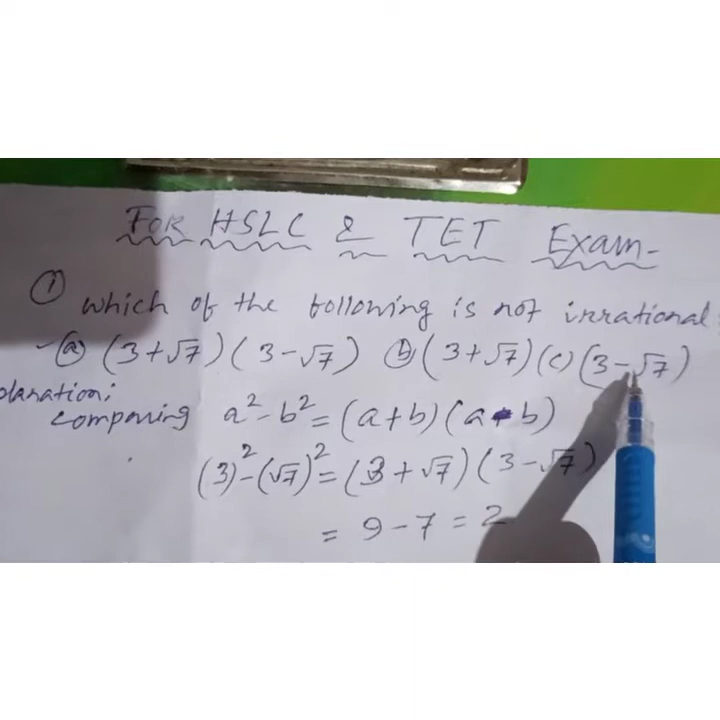 FOR HSLC & TET Exam-
① which of the following is not irrational
(a) (3+√7)(3-√7) (b) (3+√7) (c) (3-√7)
planation:
comparing a²-b²=(a+b)(a-b)
(3)²-(√7)²=(3+√7)(3-√7)
= 9-7=2